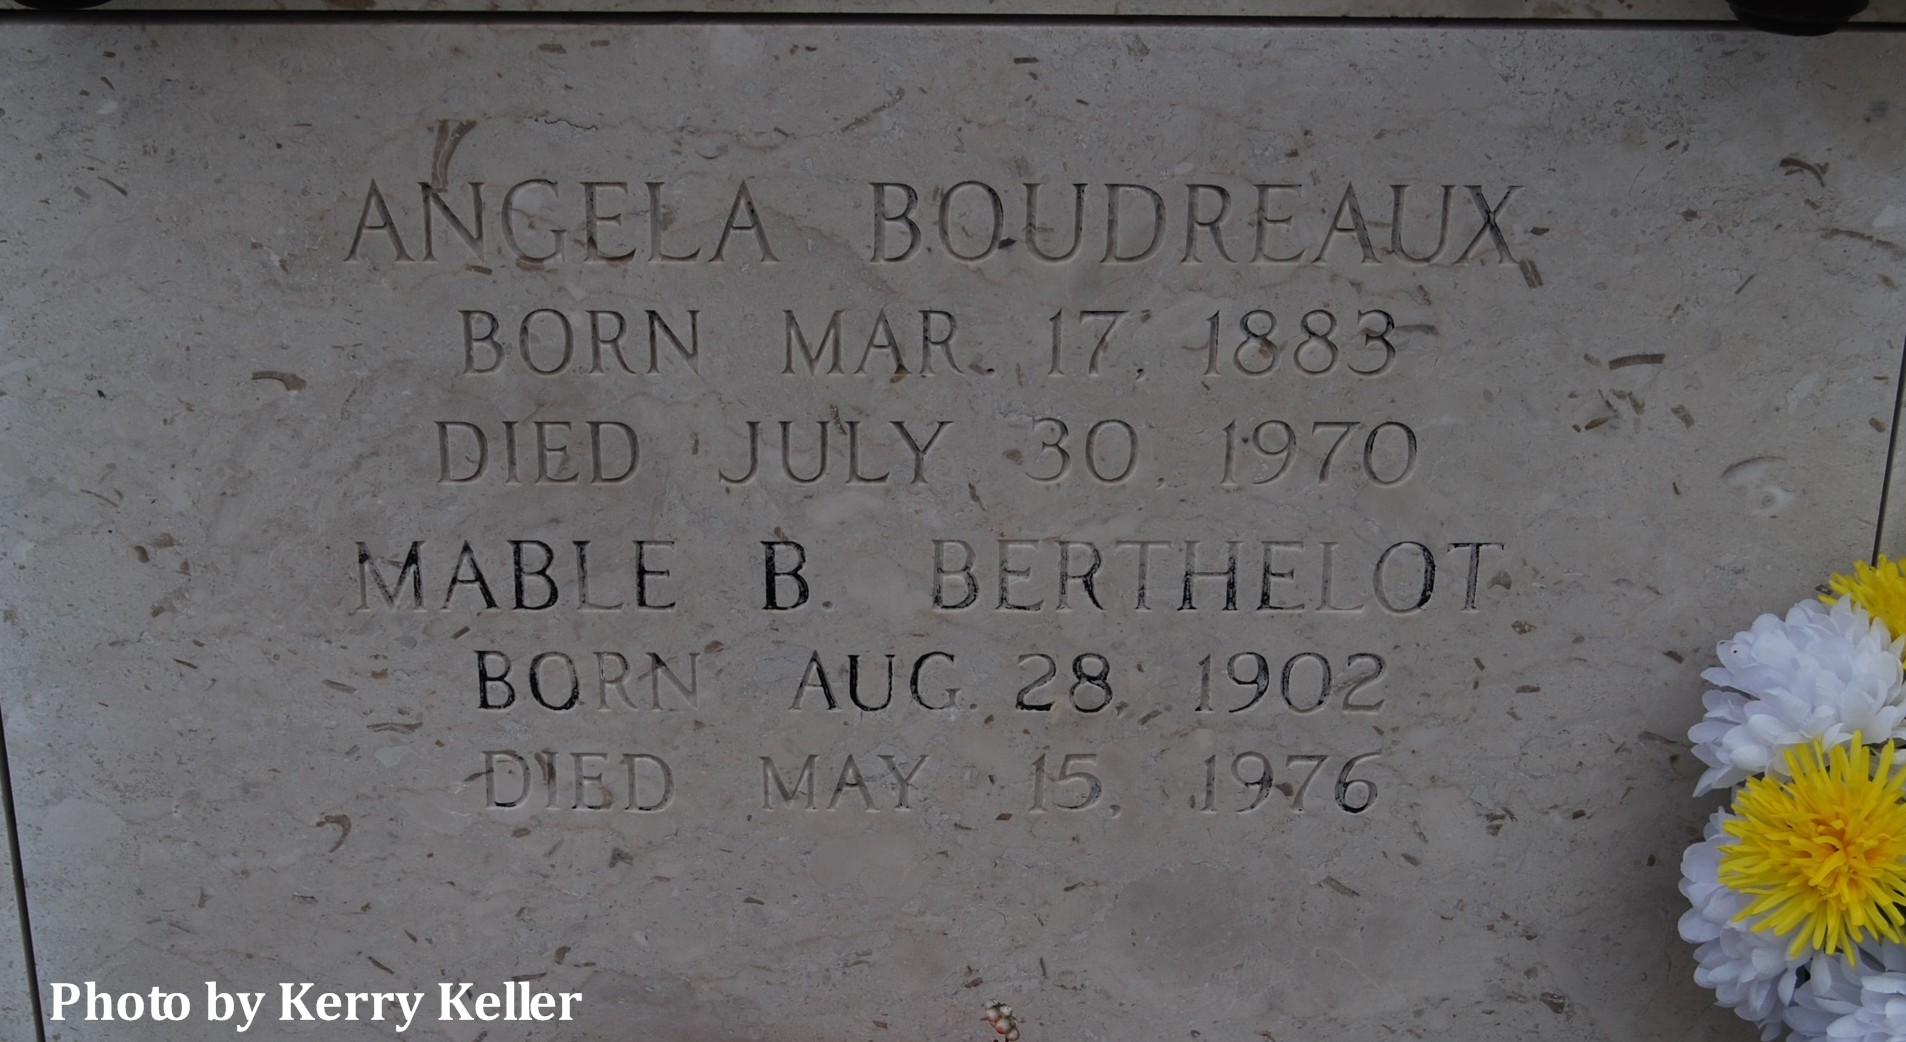 ANGELA BOUDREAUX
BORN MAR. 17, 1883
DIED JULY 30, 1970
MABLE B. BERTHELOT
BORN AUG. 28, 1902
DIED MAY 15, 1976
Photo by Kerry Keller